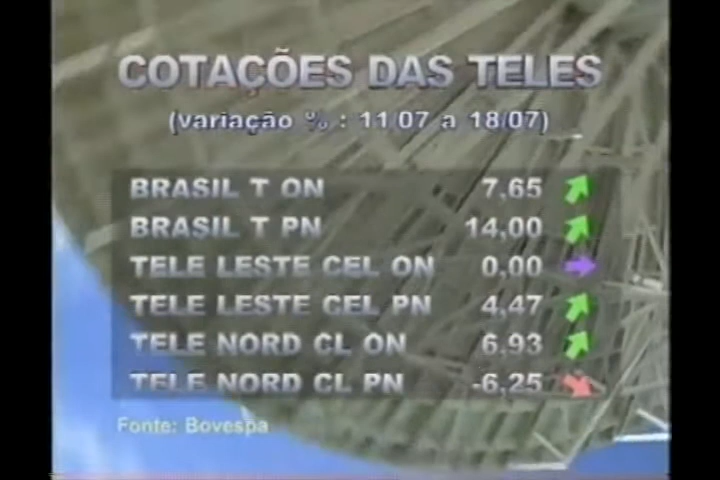 COTAÇÕES DAS TELES
(variação % : 11/07 a 18/07)
BRASIL T ON 7,65
BRASIL T PN 14,00
TELE LESTE CEL ON 0,00
TELE LESTE CEL PN 4,47
TELE NORD CL ON 6,93
TELE NORD CL PN -6,25
Fonte: Bovespa